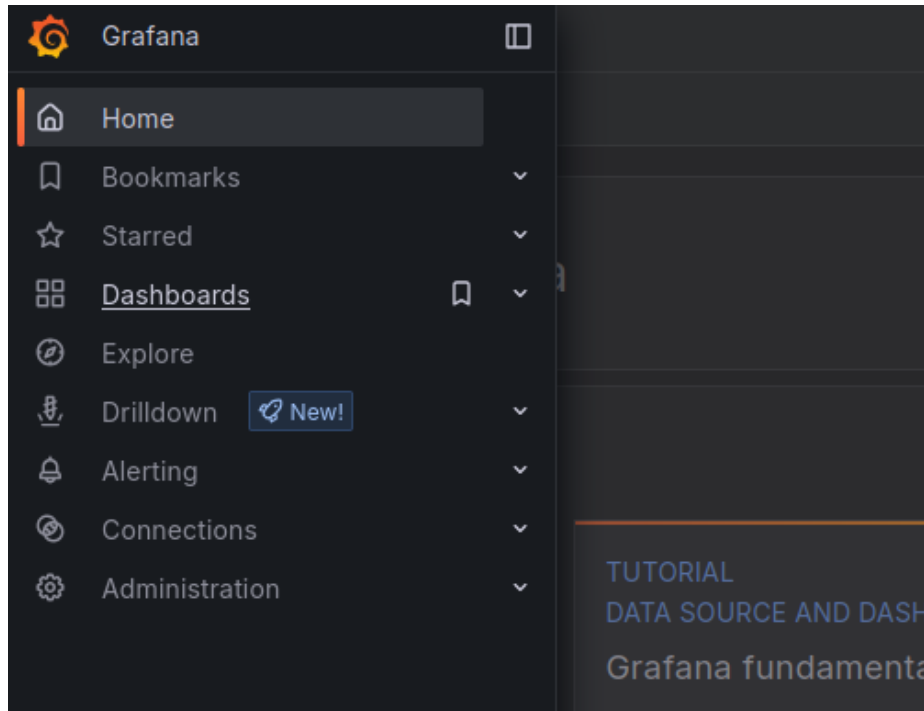 Grafana
Home
Bookmarks
Starred
Dashboards
Explore
Drilldown New!
Alerting
Connections
Administration
TUTORIAL
DATA SOURCE AND DASH
Grafana fundamenta